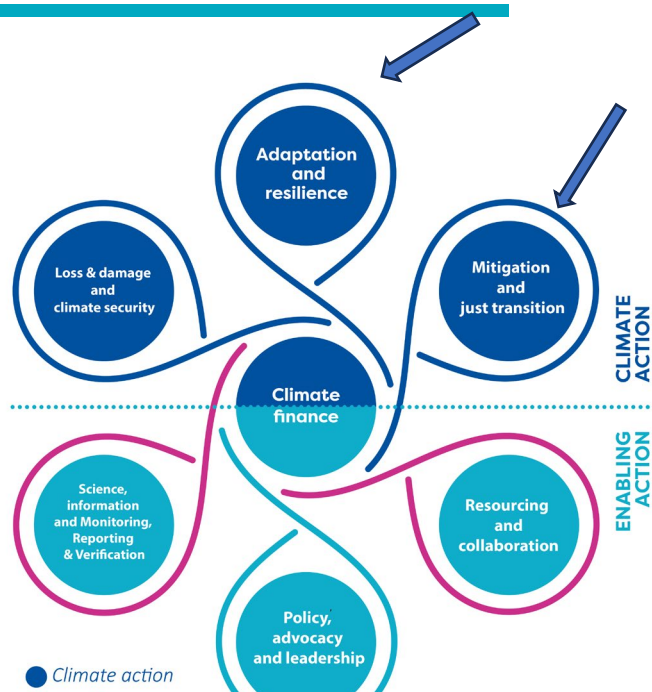 Adaptation
and
resilience
Loss & damage
and
climate security
Mitigation
and
just transition
CLIMATE
ACTION
Climate
finance
ENABLING
ACTION
Science,
information
and Monitoring,
Reporting
& Verification
Resourcing
and
collaboration
Policy,
advocacy
and leadership
Climate action